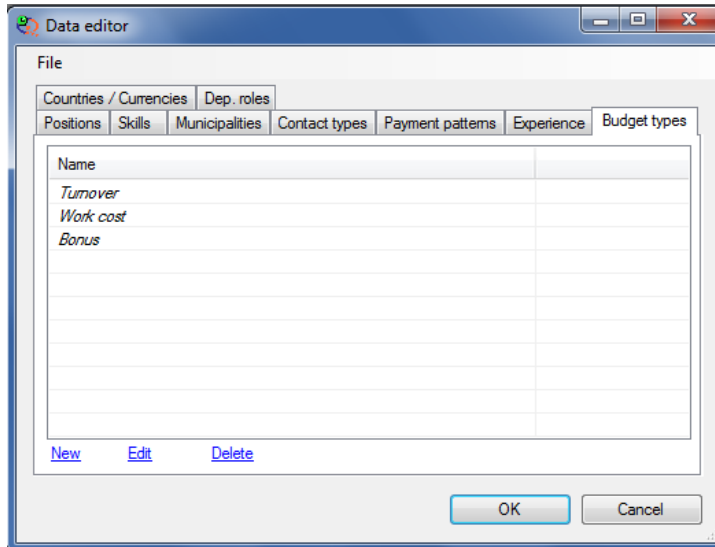 Data editor
File
Countries / Currencies Dep. roles
Positions Skills Municipalities Contact types Payment patterns Experience Budget types
Name
Turnover
Work cost
Bonus
New Edit Delete
OK Cancel